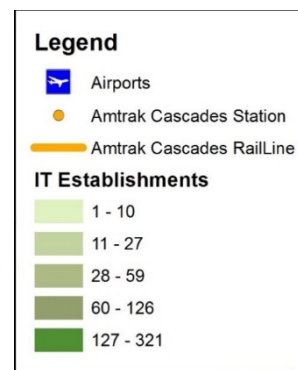 Legend
Airports
Amtrak Cascades Station
Amtrak Cascades RailLine
IT Establishments
1 - 10
11 - 27
28 - 59
60 - 126
127 - 321